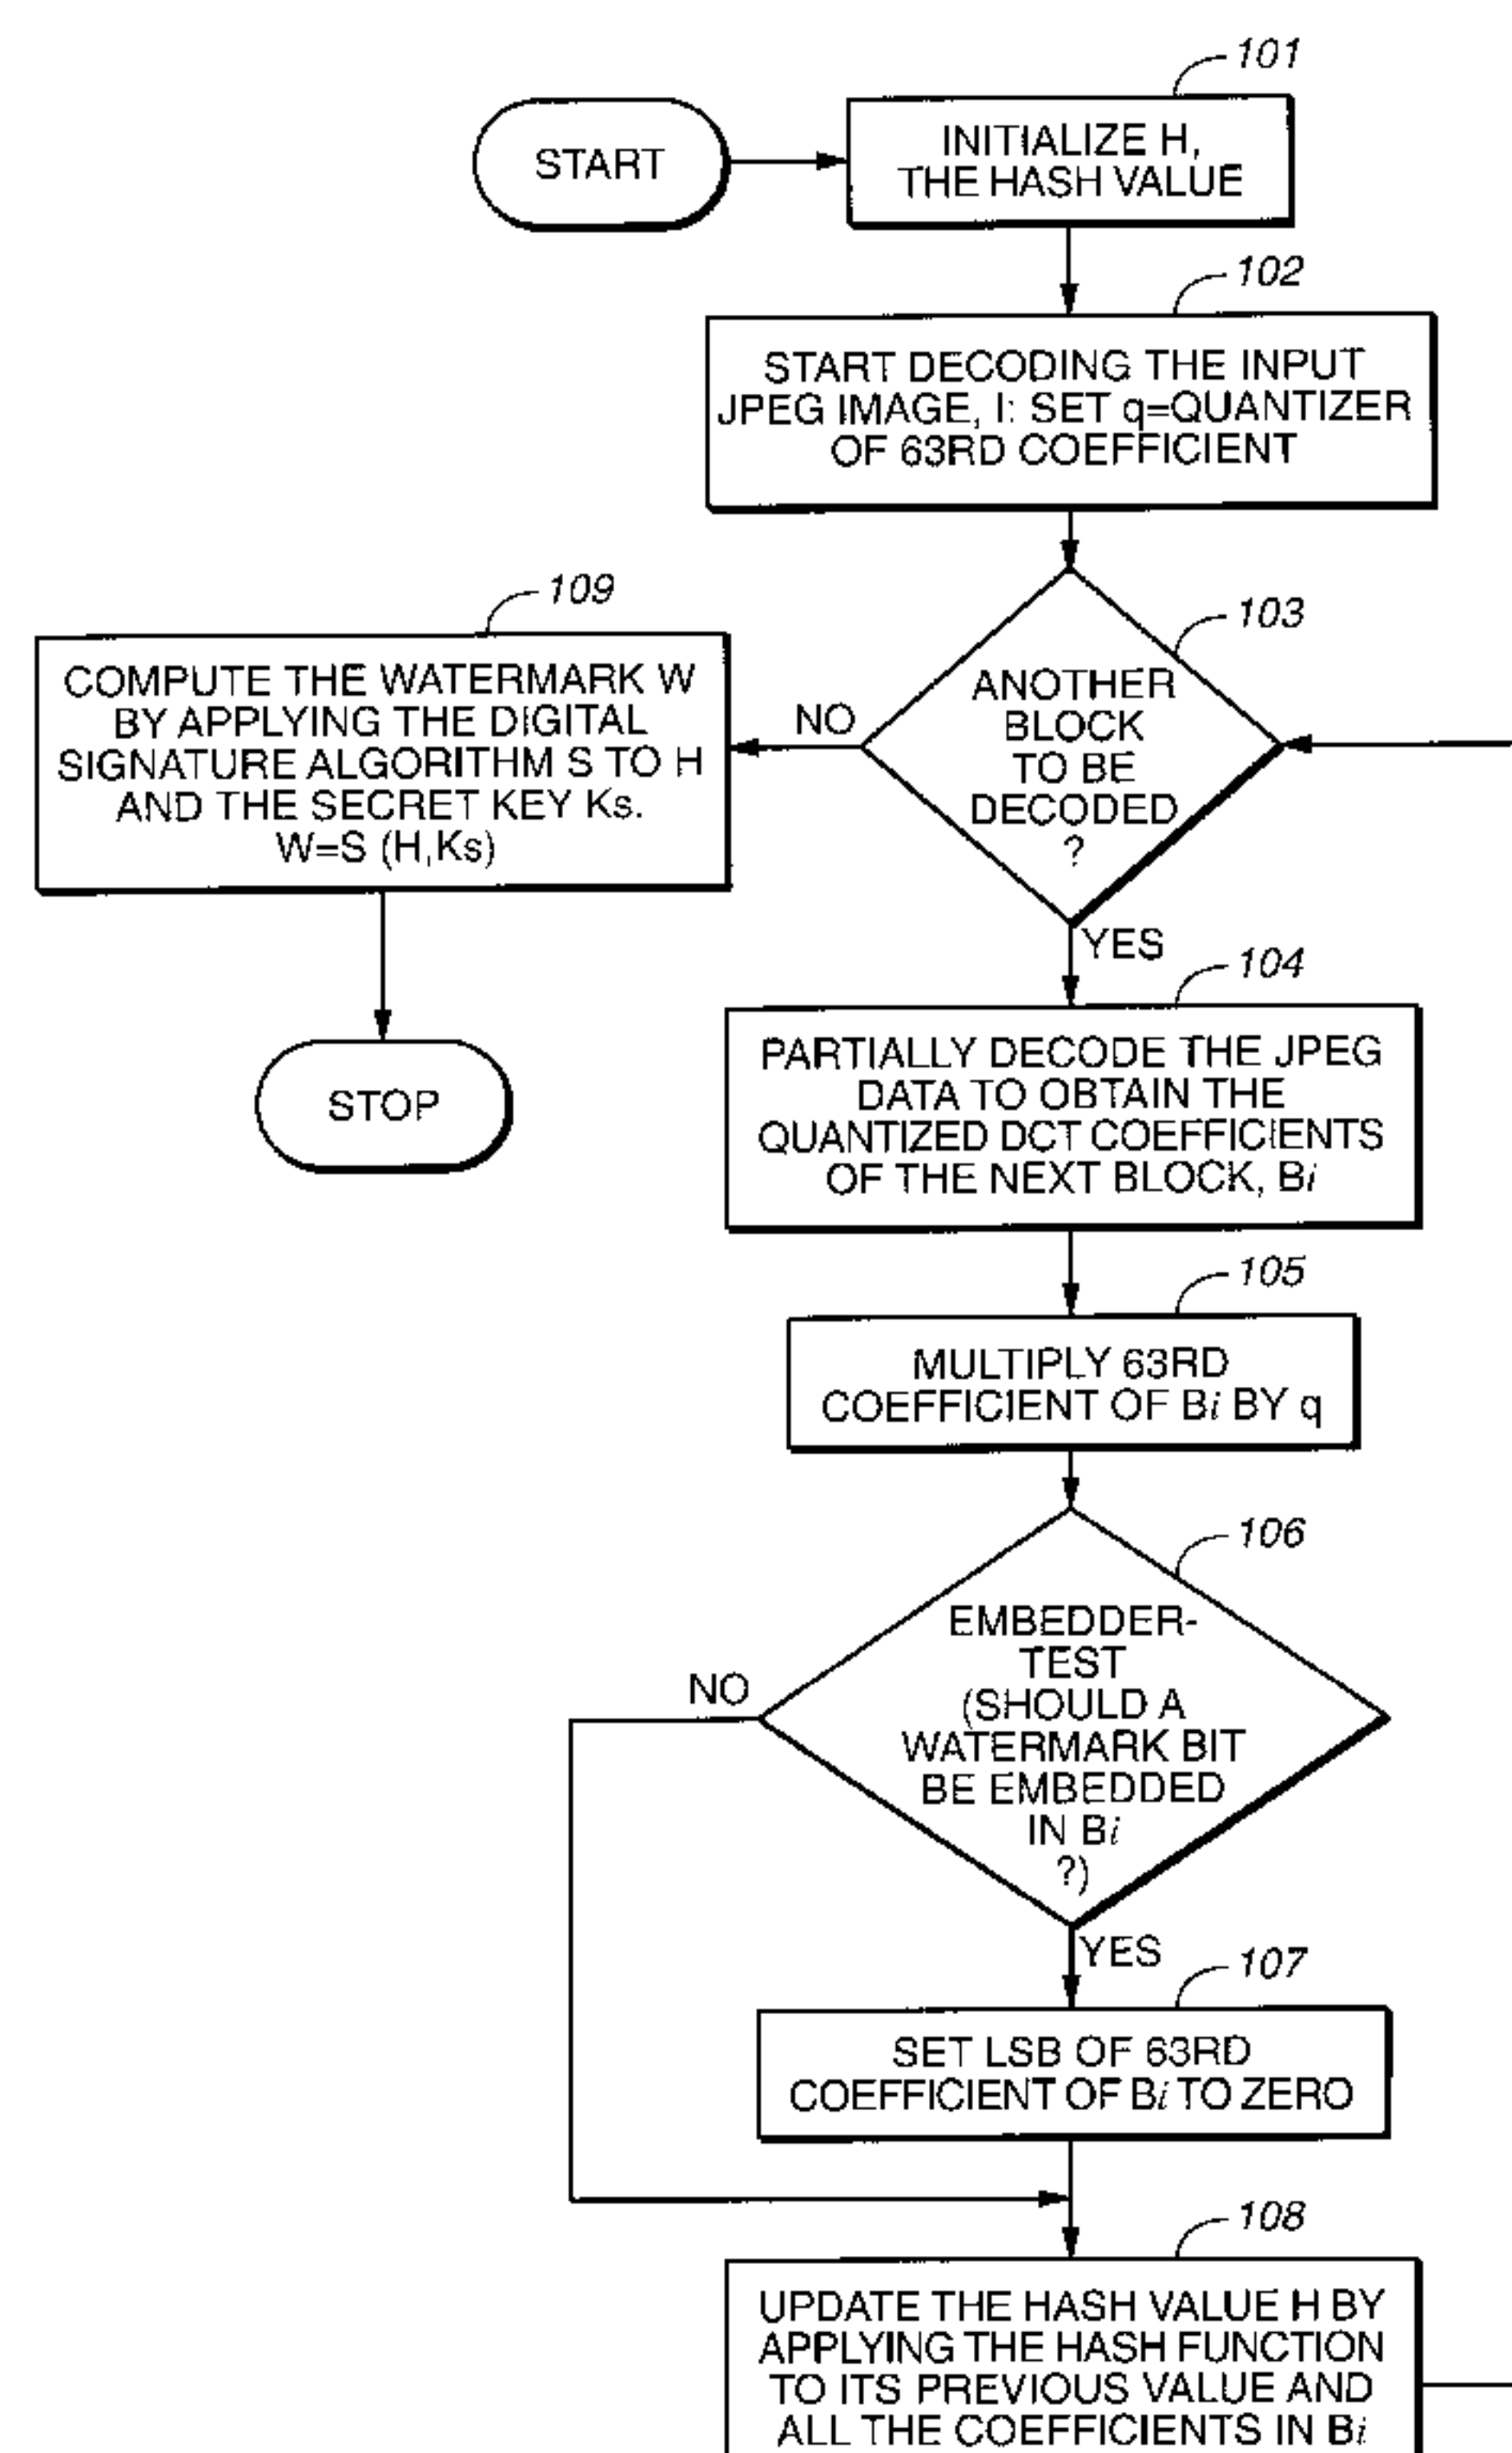 101
START
INITIALIZE H,
THE HASH VALUE
102
START DECODING THE INPUT
JPEG IMAGE, I: SET q=QUANTIZER
OF 63RD COEFFICIENT
103
ANOTHER
BLOCK
TO BE
DECODED
?
NO
109
COMPUTE THE WATERMARK W
BY APPLYING THE DIGITAL
SIGNATURE ALGORITHM S TO H
AND THE SECRET KEY Ks.
W=S (H,Ks)
STOP
YES
104
PARTIALLY DECODE THE JPEG
DATA TO OBTAIN THE
QUANTIZED DCT COEFFICIENTS
OF THE NEXT BLOCK, Bi
105
MULTIPLY 63RD
COEFFICIENT OF Bi BY q
106
EMBEDDER-
TEST
(SHOULD A
WATERMARK BIT
BE EMBEDDED
IN Bi
?)
NO
YES
107
SET LSB OF 63RD
COEFFICIENT OF Bi TO ZERO
108
UPDATE THE HASH VALUE H BY
APPLYING THE HASH FUNCTION
TO ITS PREVIOUS VALUE AND
ALL THE COEFFICIENTS IN Bi